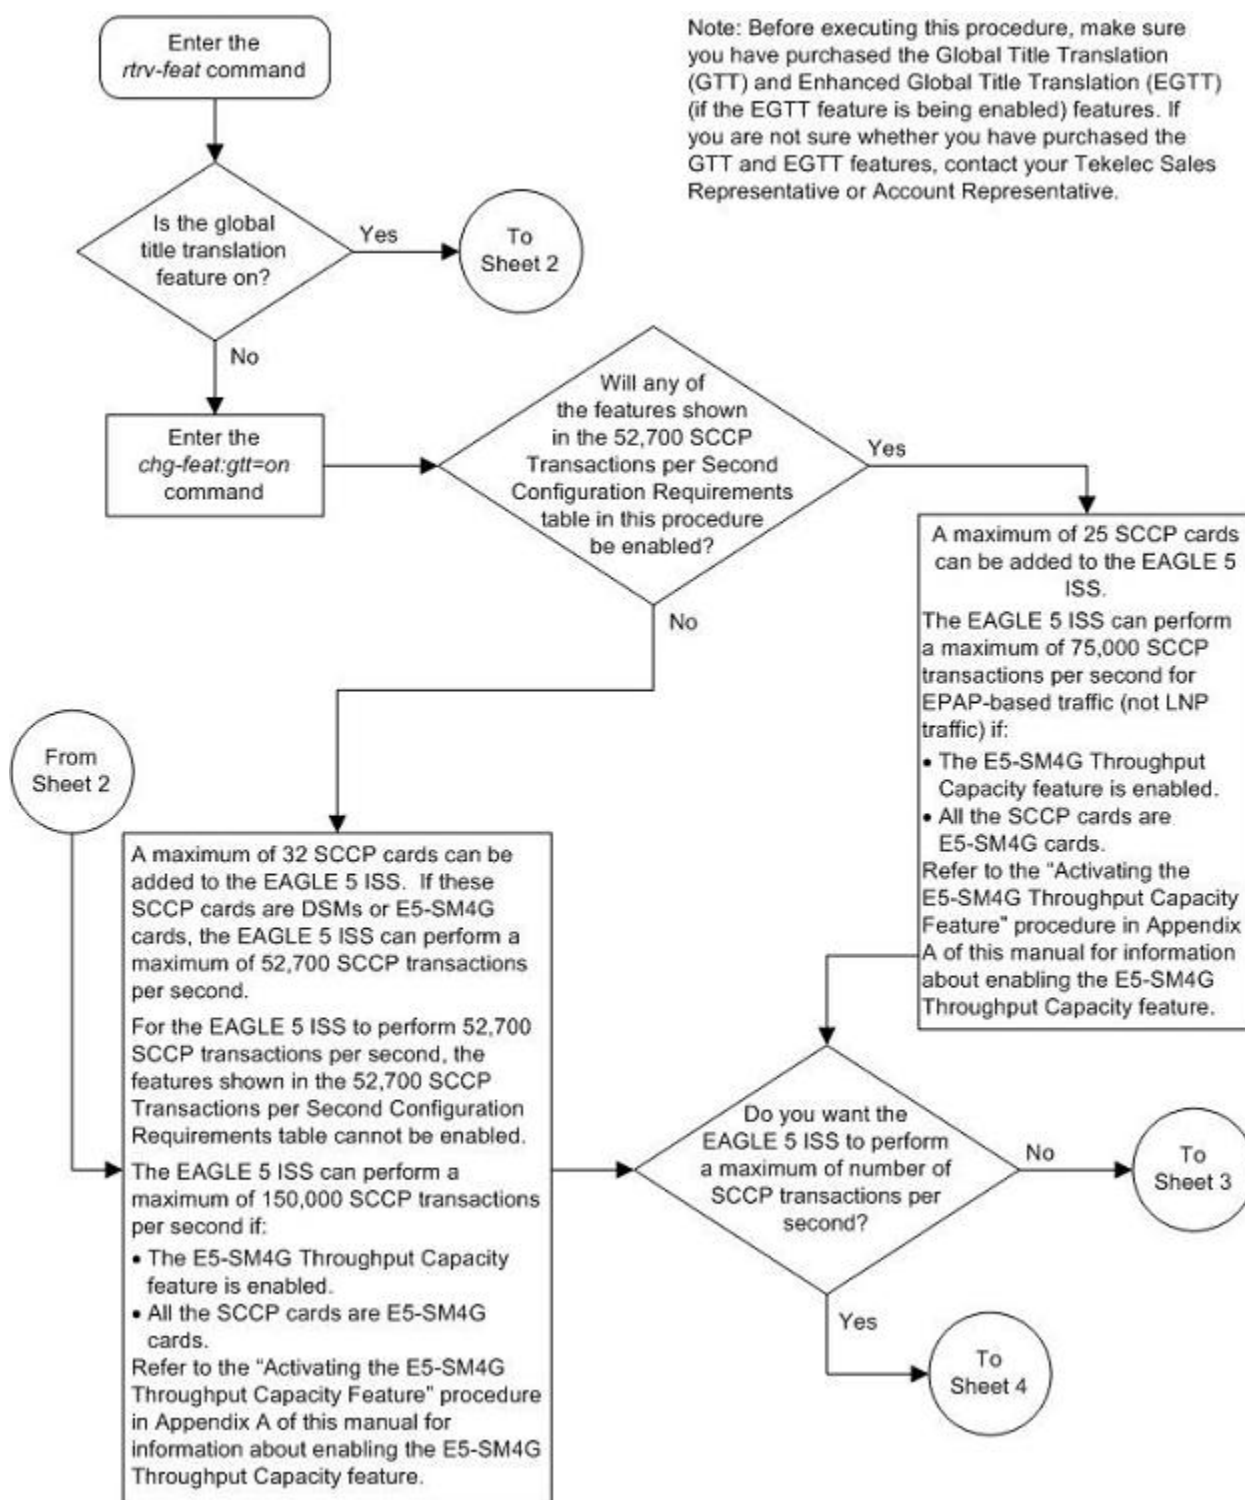 Enter the
rtrv-feat command
Note: Before executing this procedure, make sure
you have purchased the Global Title Translation
(GTT) and Enhanced Global Title Translation (EGTT)
(if the EGTT feature is being enabled) features. If
you are not sure whether you have purchased the
GTT and EGTT features, contact your Tekelec Sales
Representative or Account Representative.
Is the global
title translation
feature on?
Yes
To
Sheet 2
No
Enter the
chg-feat:gtt=on
command
Will any of
the features shown
in the 52,700 SCCP
Transactions per Second
Configuration Requirements
table in this procedure
be enabled?
Yes
No
A maximum of 25 SCCP cards
can be added to the EAGLE 5
ISS.
The EAGLE 5 ISS can perform
a maximum of 75,000 SCCP
transactions per second for
EPAP-based traffic (not LNP
traffic) if:
• The E5-SM4G Throughput
Capacity feature is enabled.
• All the SCCP cards are
E5-SM4G cards.
Refer to the “Activating the
E5-SM4G Throughput Capacity
Feature” procedure in Appendix
A of this manual for information
about enabling the E5-SM4G
Throughput Capacity feature.
From
Sheet 2
A maximum of 32 SCCP cards can be
added to the EAGLE 5 ISS. If these
SCCP cards are DSMs or E5-SM4G
cards, the EAGLE 5 ISS can perform a
maximum of 52,700 SCCP transactions
per second.
For the EAGLE 5 ISS to perform 52,700
SCCP transactions per second, the
features shown in the 52,700 SCCP
Transactions per Second Configuration
Requirements table cannot be enabled.
The EAGLE 5 ISS can perform a
maximum of 150,000 SCCP transactions
per second if:
• The E5-SM4G Throughput Capacity
feature is enabled.
• All the SCCP cards are E5-SM4G
cards.
Refer to the “Activating the E5-SM4G
Throughput Capacity Feature” procedure
in Appendix A of this manual for
information about enabling the E5-SM4G
Throughput Capacity feature.
Do you want the
EAGLE 5 ISS to perform
a maximum of number of
SCCP transactions per
second?
No
To
Sheet 3
Yes
To
Sheet 4